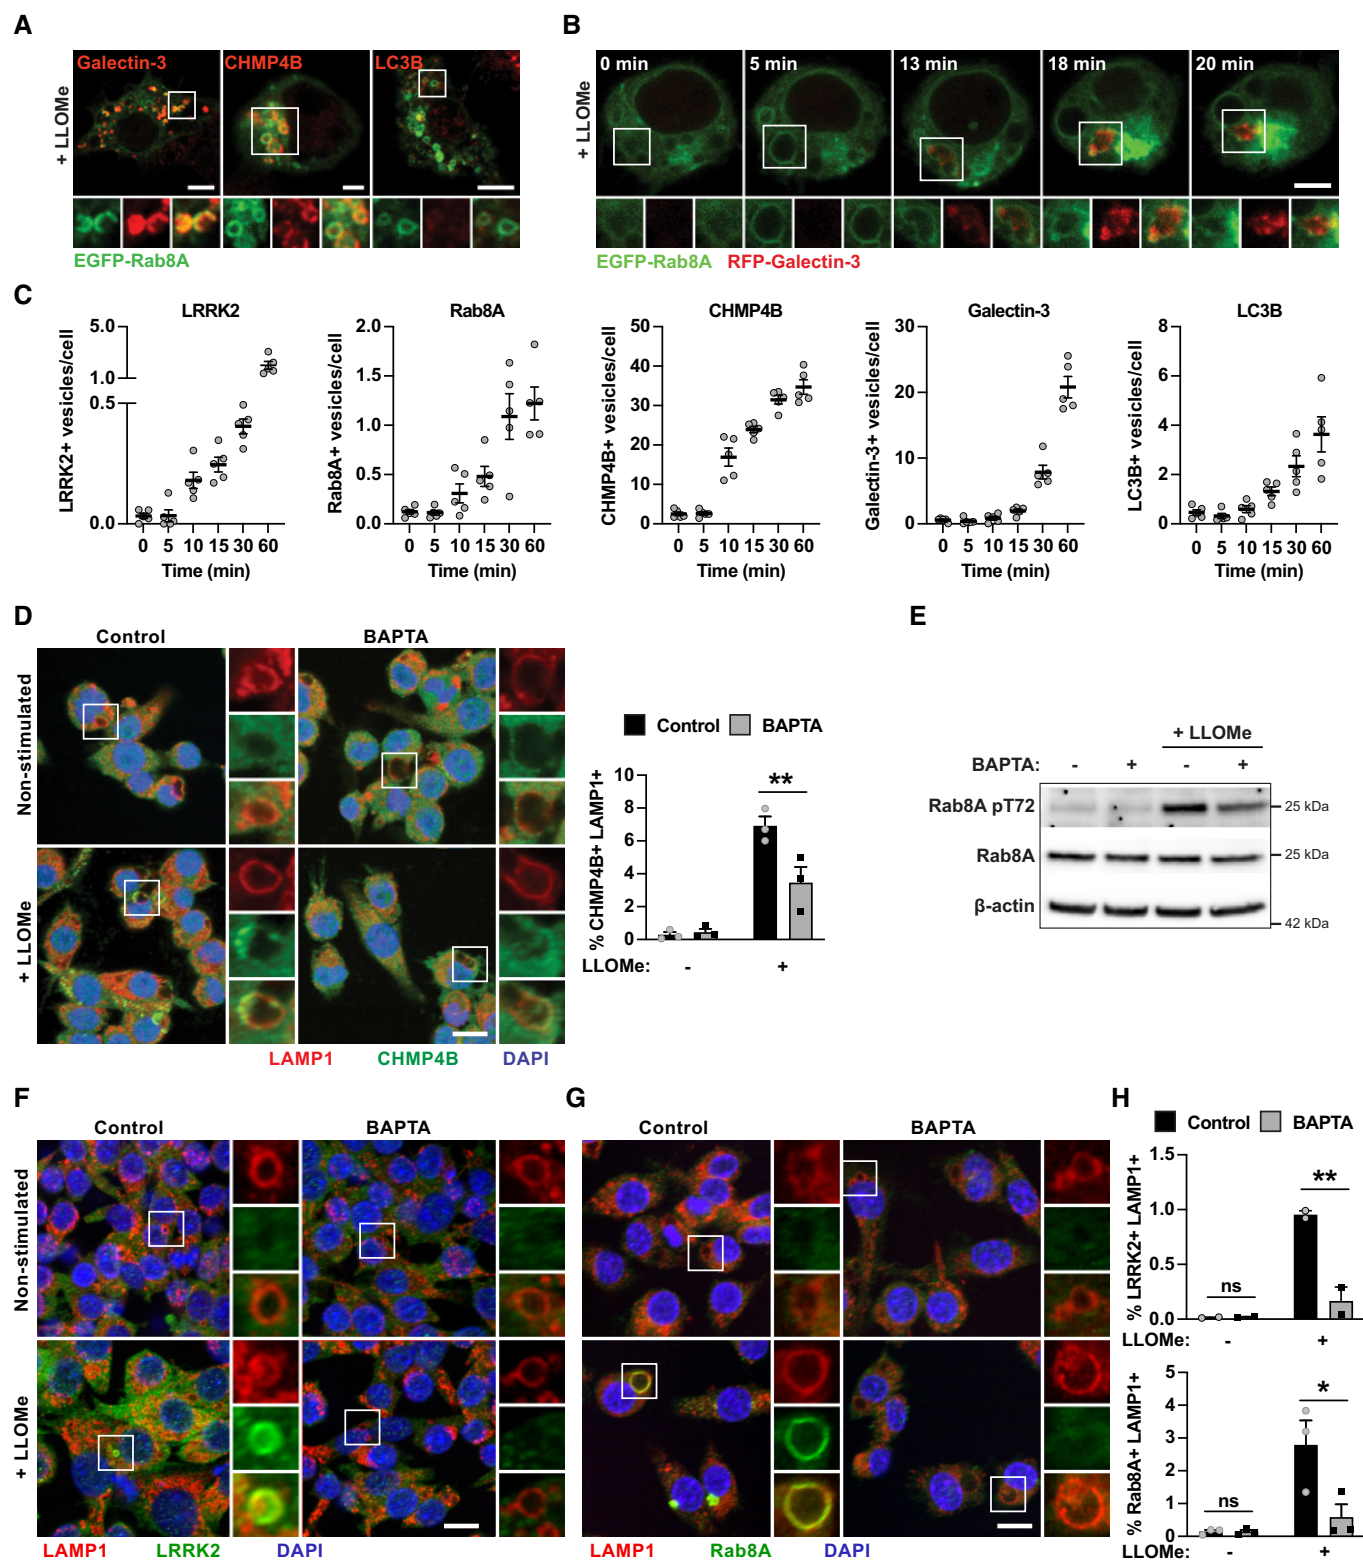 A
Galectin-3 CHMP4B LC3B
+ LLOMe
EGFP-Rab8A
B
0 min 5 min 13 min 18 min 20 min
+ LLOMe
EGFP-Rab8A RFP-Galectin-3
C
LRRK2
LRRK2+ vesicles/cell
5.0
1.0
0.5
0.0
0 5 10 15 30 60
Time (min)
Rab8A
Rab8A+ vesicles/cell
2.0
1.5
1.0
0.5
0.0
0 5 10 15 30 60
Time (min)
CHMP4B
CHMP4B+ vesicles/cell
50
40
30
20
10
0
0 5 10 15 30 60
Time (min)
Galectin-3
Galectin-3+ vesicles/cell
30
20
10
0
0 5 10 15 30 60
Time (min)
LC3B
LC3B+ vesicles/cell
8
6
4
2
0
0 5 10 15 30 60
Time (min)
D
Control BAPTA
Non-stimulated
+ LLOMe
LAMP1 CHMP4B DAPI
Control BAPTA
% CHMP4B+ LAMP1+
10
8
6
4
2
0
**
LLOMe: - +
E
+ LLOMe
BAPTA: - + - +
Rab8A pT72 25 kDa
Rab8A 25 kDa
β-actin
42 kDa
F
Control BAPTA
Non-stimulated
+ LLOMe
LAMP1 LRRK2 DAPI
G
Control BAPTA
LAMP1 Rab8A DAPI
H
Control BAPTA
% LRRK2+ LAMP1+
1.5
1.0
0.5
0.0
ns
**
LLOMe: - +
% Rab8A+ LAMP1+
5
4
3
2
1
0
ns
*
LLOMe: - +